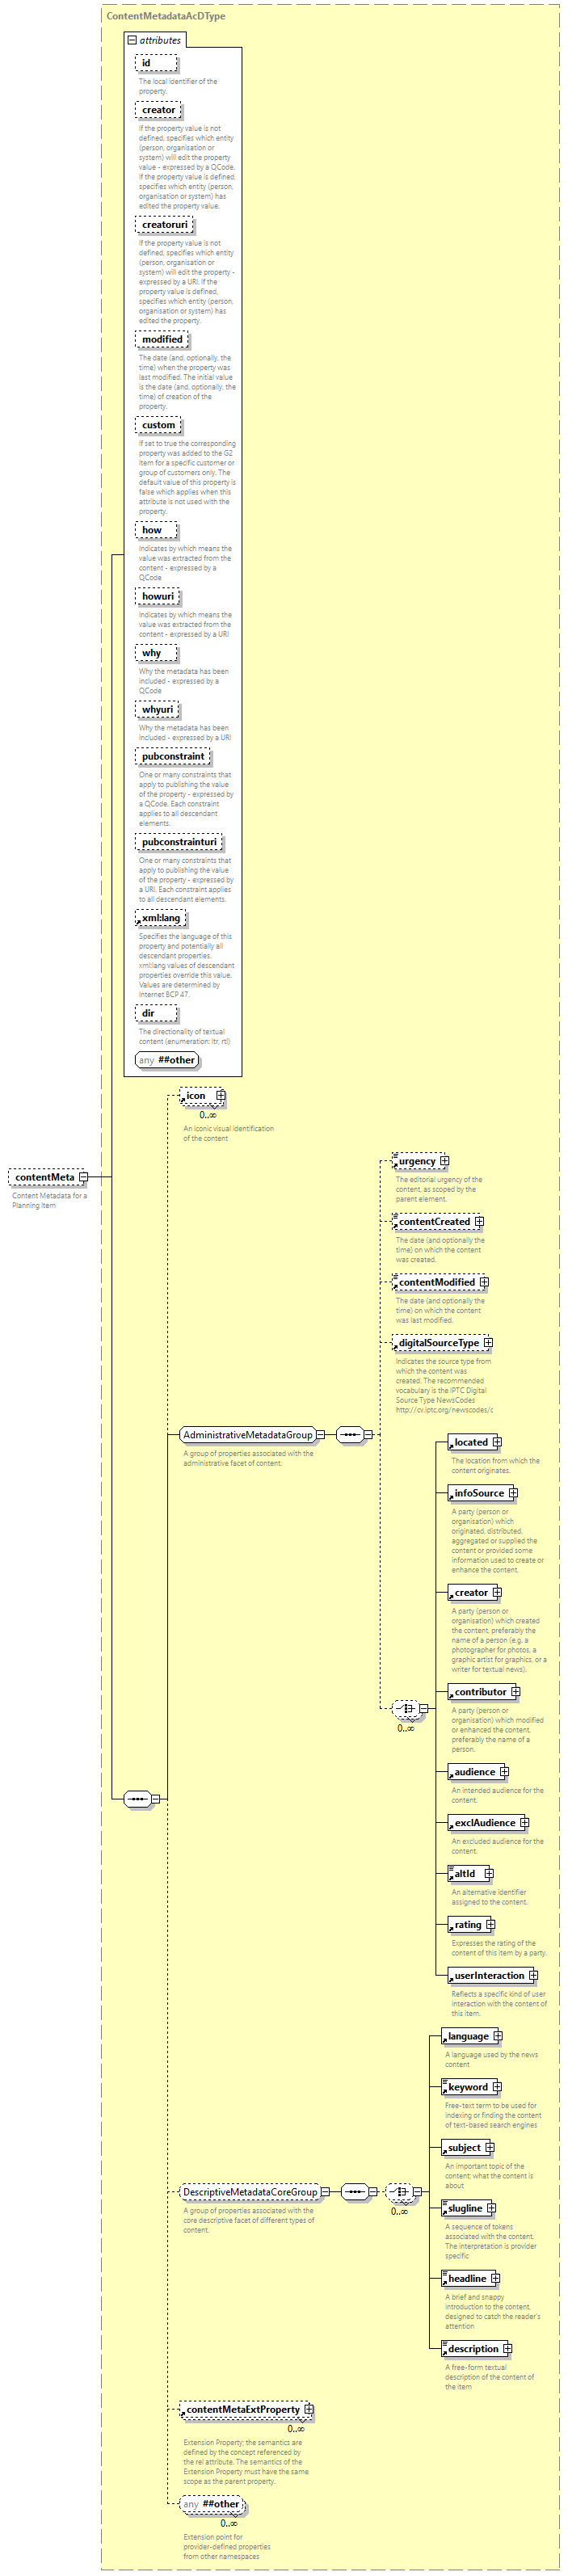 ContentMetadataAcDType
attributes
id
The local identifier of the
property.
creator
If the property value is not
defined, specifies which entity
(person, organisation or
system) will edit the property
value - expressed by a QCode.
If the property value is defined,
specifies which entity (person,
organisation or system) has
edited the property value.
creatoruri
If the property value is not
defined, specifies which entity
(person, organisation or
system) will edit the property -
expressed by a URI. If the
property value is defined,
specifies which entity (person,
organisation or system) has
edited the property.
modified
The date (and, optionally, the
time) when the property was
last modified. The initial value
is the date (and, optionally, the
time) of creation of the
property.
custom
If set to true the corresponding
property was added to the G2
Item for a specific customer or
group of customers only. The
default value of this property is
false which applies when this
attribute is not used with the
property.
how
Indicates by which means the
value was extracted from the
content - expressed by a
QCode
howuri
Indicates by which means the
value was extracted from the
content - expressed by a URI
why
Why the metadata has been
included - expressed by a
QCode
whyuri
Why the metadata has been
included - expressed by a URI
pubconstraint
One or many constraints that
apply to publishing the value
of the property - expressed by
a QCode. Each constraint
applies to all descendant
elements.
pubconstrainturi
One or many constraints that
apply to publishing the value
of the property - expressed by
a URI. Each constraint applies
to all descendant elements.
xml:lang
Specifies the language of this
property and potentially all
descendant properties.
xml:lang values of descendant
properties override this value.
Values are determined by
Internet BCP 47.
dir
The directionality of textual
content (enumeration: ltr, rtl)
any ##other
icon
0..∞
An iconic visual identification
of the content
contentMeta
Content Metadata for a
Planning Item
urgency
The editorial urgency of the
content, as scoped by the
parent element.
contentCreated
The date (and optionally the
time) on which the content
was created.
contentModified
The date (and optionally the
time) on which the content
was last modified.
digitalSourceType
Indicates the source type from
which the content was
created. The recommended
vocabulary is the IPTC Digital
Source Type NewsCodes
http://cv.iptc.org/newscodes/c
AdministrativeMetadataGroup
A group of properties associated with the
administrative facet of content.
located
The location from which the
content originates.
infoSource
A party (person or
organisation) which
originated, distributed,
aggregated or supplied the
content or provided some
information used to create or
enhance the content.
creator
A party (person or
organisation) which created
the content, preferably the
name of a person (e.g. a
photographer for photos, a
graphic artist for graphics, or a
writer for textual news).
contributor
A party (person or
organisation) which modified
or enhanced the content,
preferably the name of a
person.
0..∞
audience
An intended audience for the
content.
exclAudience
An excluded audience for the
content.
altId
An alternative identifier
assigned to the content.
rating
Expresses the rating of the
content of this item by a party.
userInteraction
Reflects a specific kind of user
interaction with the content of
this item.
language
A language used by the news
content
keyword
Free-text term to be used for
indexing or finding the content
of text-based search engines
subject
An important topic of the
content; what the content is
about
DescriptiveMetadataCoreGroup
A group of properties associated with the
core descriptive facet of different types of
content.
0..∞
slugline
A sequence of tokens
associated with the content.
The interpretation is provider
specific
headline
A brief and snappy
introduction to the content,
designed to catch the reader's
attention
description
A free-form textual
description of the content of
the item
contentMetaExtProperty
0..∞
Extension Property: the semantics are
defined by the concept referenced by
the rel attribute. The semantics of the
Extension Property must have the same
scope as the parent property.
any ##other
0..∞
Extension point for
provider-defined properties
from other namespaces